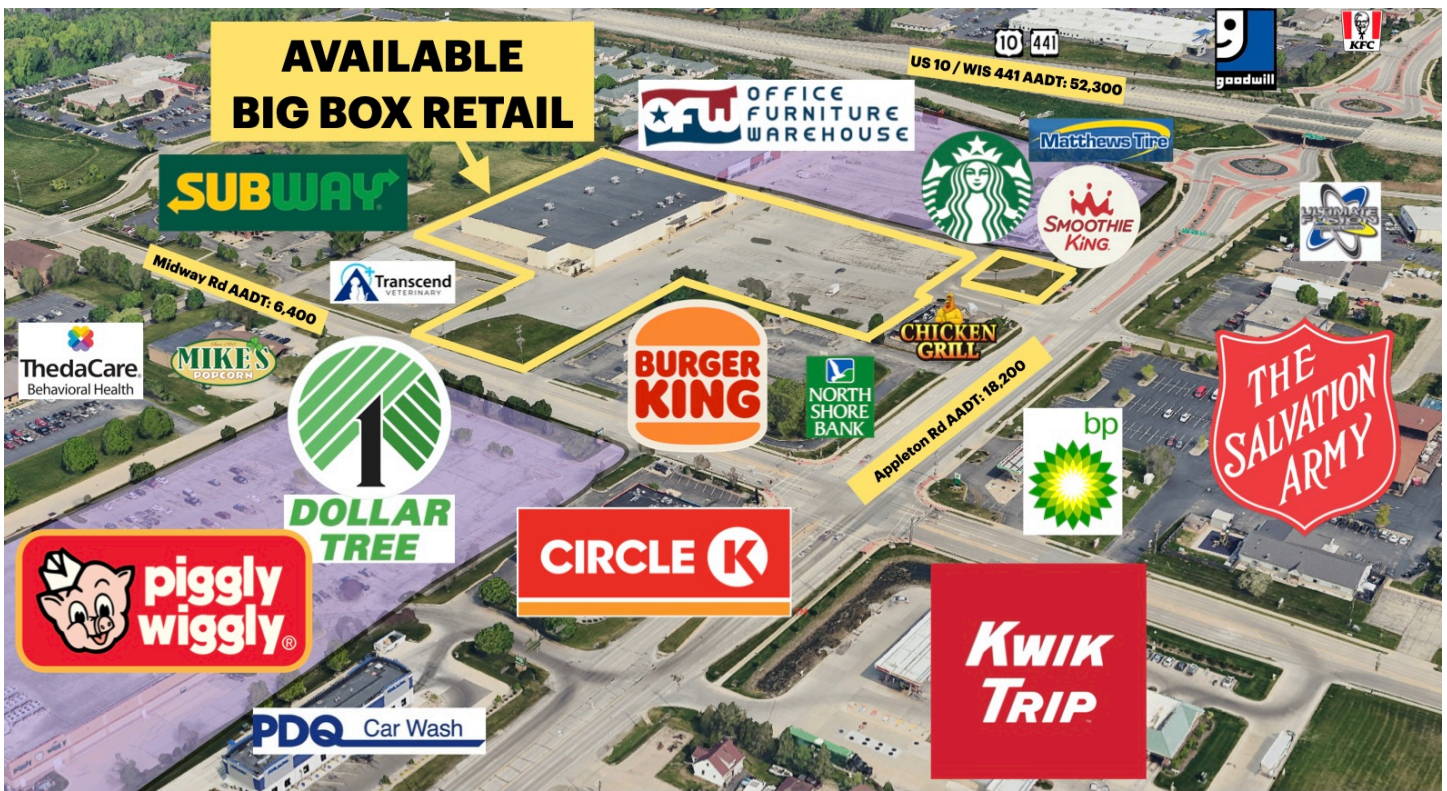 AVAILABLE
BIG BOX RETAIL
10 441
US 10 / WIS 441 AADT: 52,300
g
goodwill
KFC
OFW
OFFICE
FURNITURE
WAREHOUSE
Matthews Tire
SUBWAY
SMOOTHIE
KING
ULTIMATE
Midway Rd AADT: 6,400
Transcend
VETERINARY
ThedaCare
Behavioral Health
MIKE'S
POPCORN
1
DOLLAR
TREE
BURGER
KING
NORTH
SHORE
BANK
CHICKEN
GRILL
Appleton Rd AADT: 18,200
bp
THE
SALVATION
ARMY
piggly
wiggly®
CIRCLE K
KWIK
TRIP
PDQ Car Wash